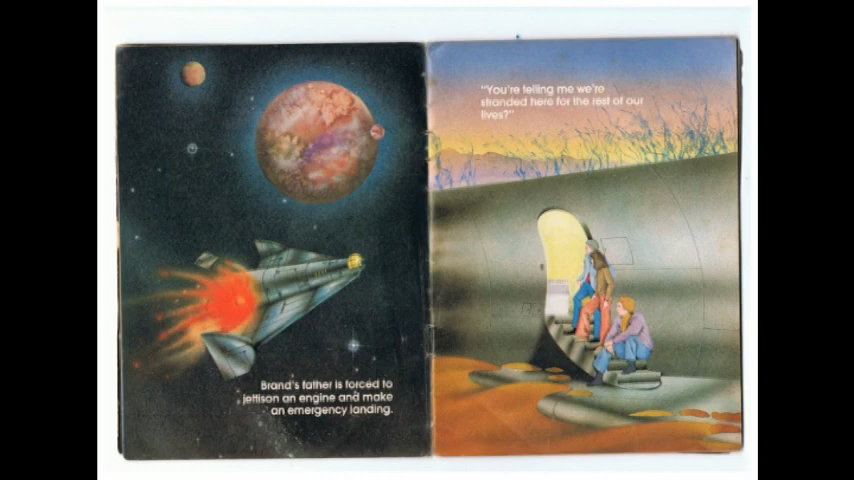 Brand's father is forced to
jettison an engine and make
an emergency landing.
"You're telling me we're
stranded here for the rest of our
lives?"